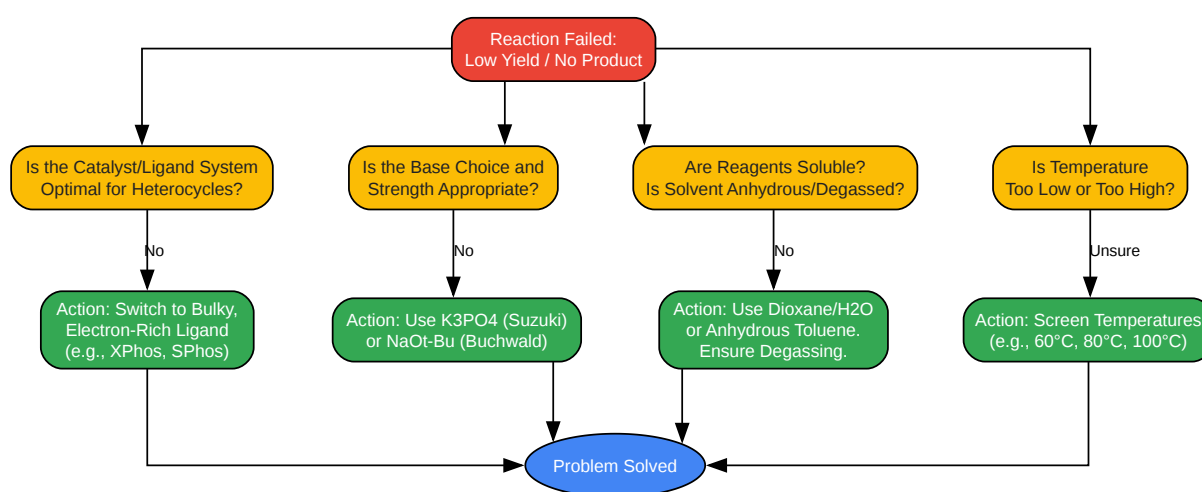 Reaction Failed:
Low Yield / No Product
Is the Catalyst/Ligand System
Optimal for Heterocycles?
Is the Base Choice and
Strength Appropriate?
Are Reagents Soluble?
Is Solvent Anhydrous/Degassed?
Is Temperature
Too Low or Too High?
No
No
No
Unsure
Action: Switch to Bulky,
Electron-Rich Ligand
(e.g., XPhos, SPhos)
Action: Use K3PO4 (Suzuki)
or NaOt-Bu (Buchwald)
Action: Use Dioxane/H2O
or Anhydrous Toluene.
Ensure Degassing.
Action: Screen Temperatures
(e.g., 60°C, 80°C, 100°C)
Problem Solved